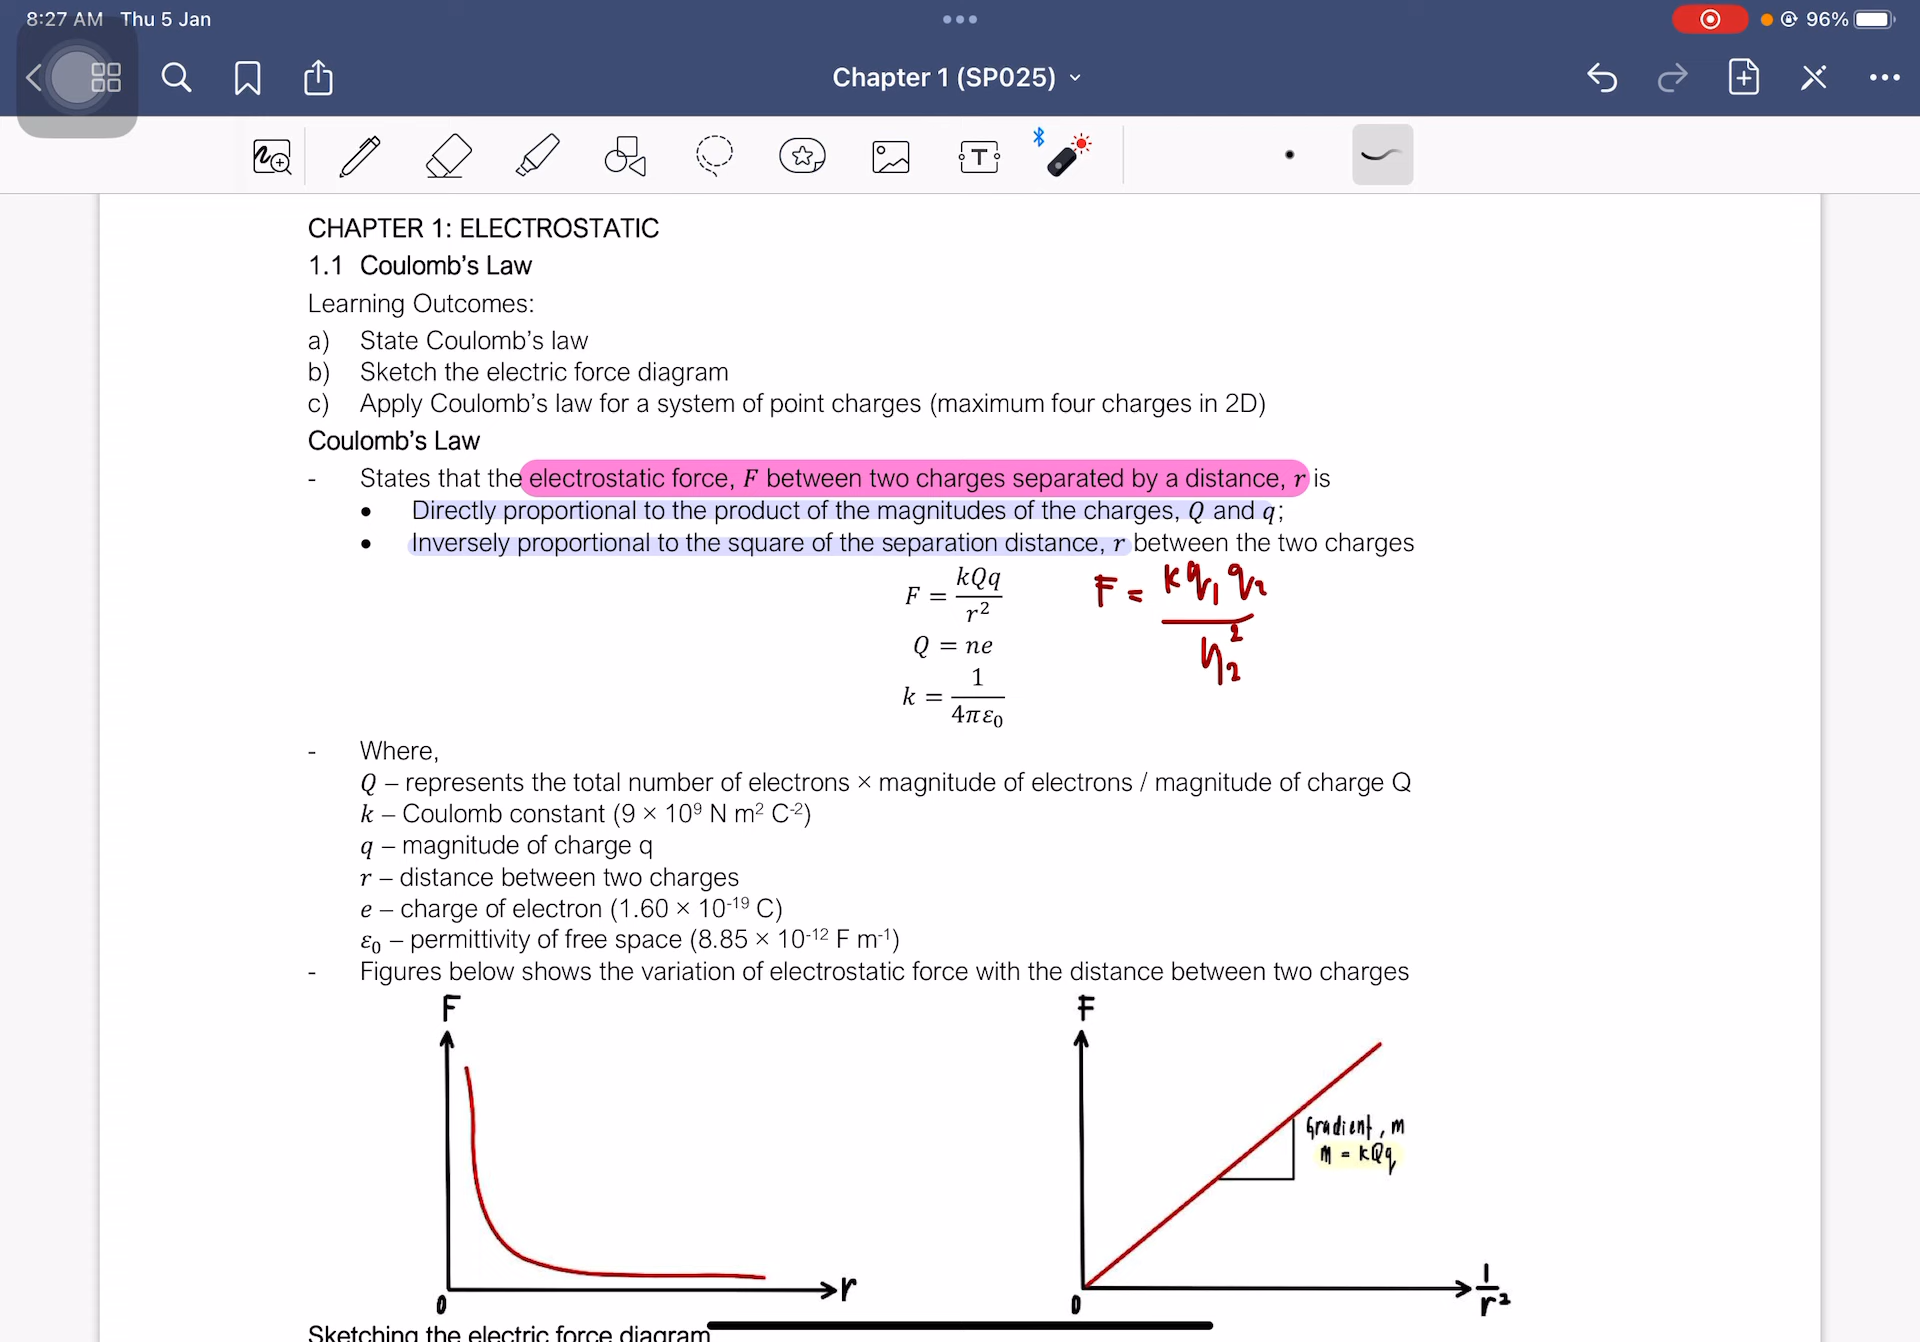 8:27 AM Thu 5 Jan
96%
Chapter 1 (SP025)
CHAPTER 1: ELECTROSTATIC
1.1 Coulomb's Law
Learning Outcomes:
a) State Coulomb's law
b) Sketch the electric force diagram
c) Apply Coulomb's law for a system of point charges (maximum four charges in 2D)
Coulomb's Law
- States that the electrostatic force, F between two charges separated by a distance, r is
• Directly proportional to the product of the magnitudes of the charges, Q and q;
• Inversely proportional to the square of the separation distance, r between the two charges
F = kQq / r²
F = kq₁q₂ / r₁₂²
Q = ne
k = 1 / 4πε₀
- Where,
Q – represents the total number of electrons × magnitude of electrons / magnitude of charge Q
k – Coulomb constant (9 × 10⁹ N m² C⁻²)
q – magnitude of charge q
r – distance between two charges
e – charge of electron (1.60 × 10⁻¹⁹ C)
ε₀ – permittivity of free space (8.85 × 10⁻¹² F m⁻¹)
- Figures below shows the variation of electrostatic force with the distance between two charges
F
F
Gradient, m
m = kQq
r
1/r²
0
0
Sketching the electric force diagram